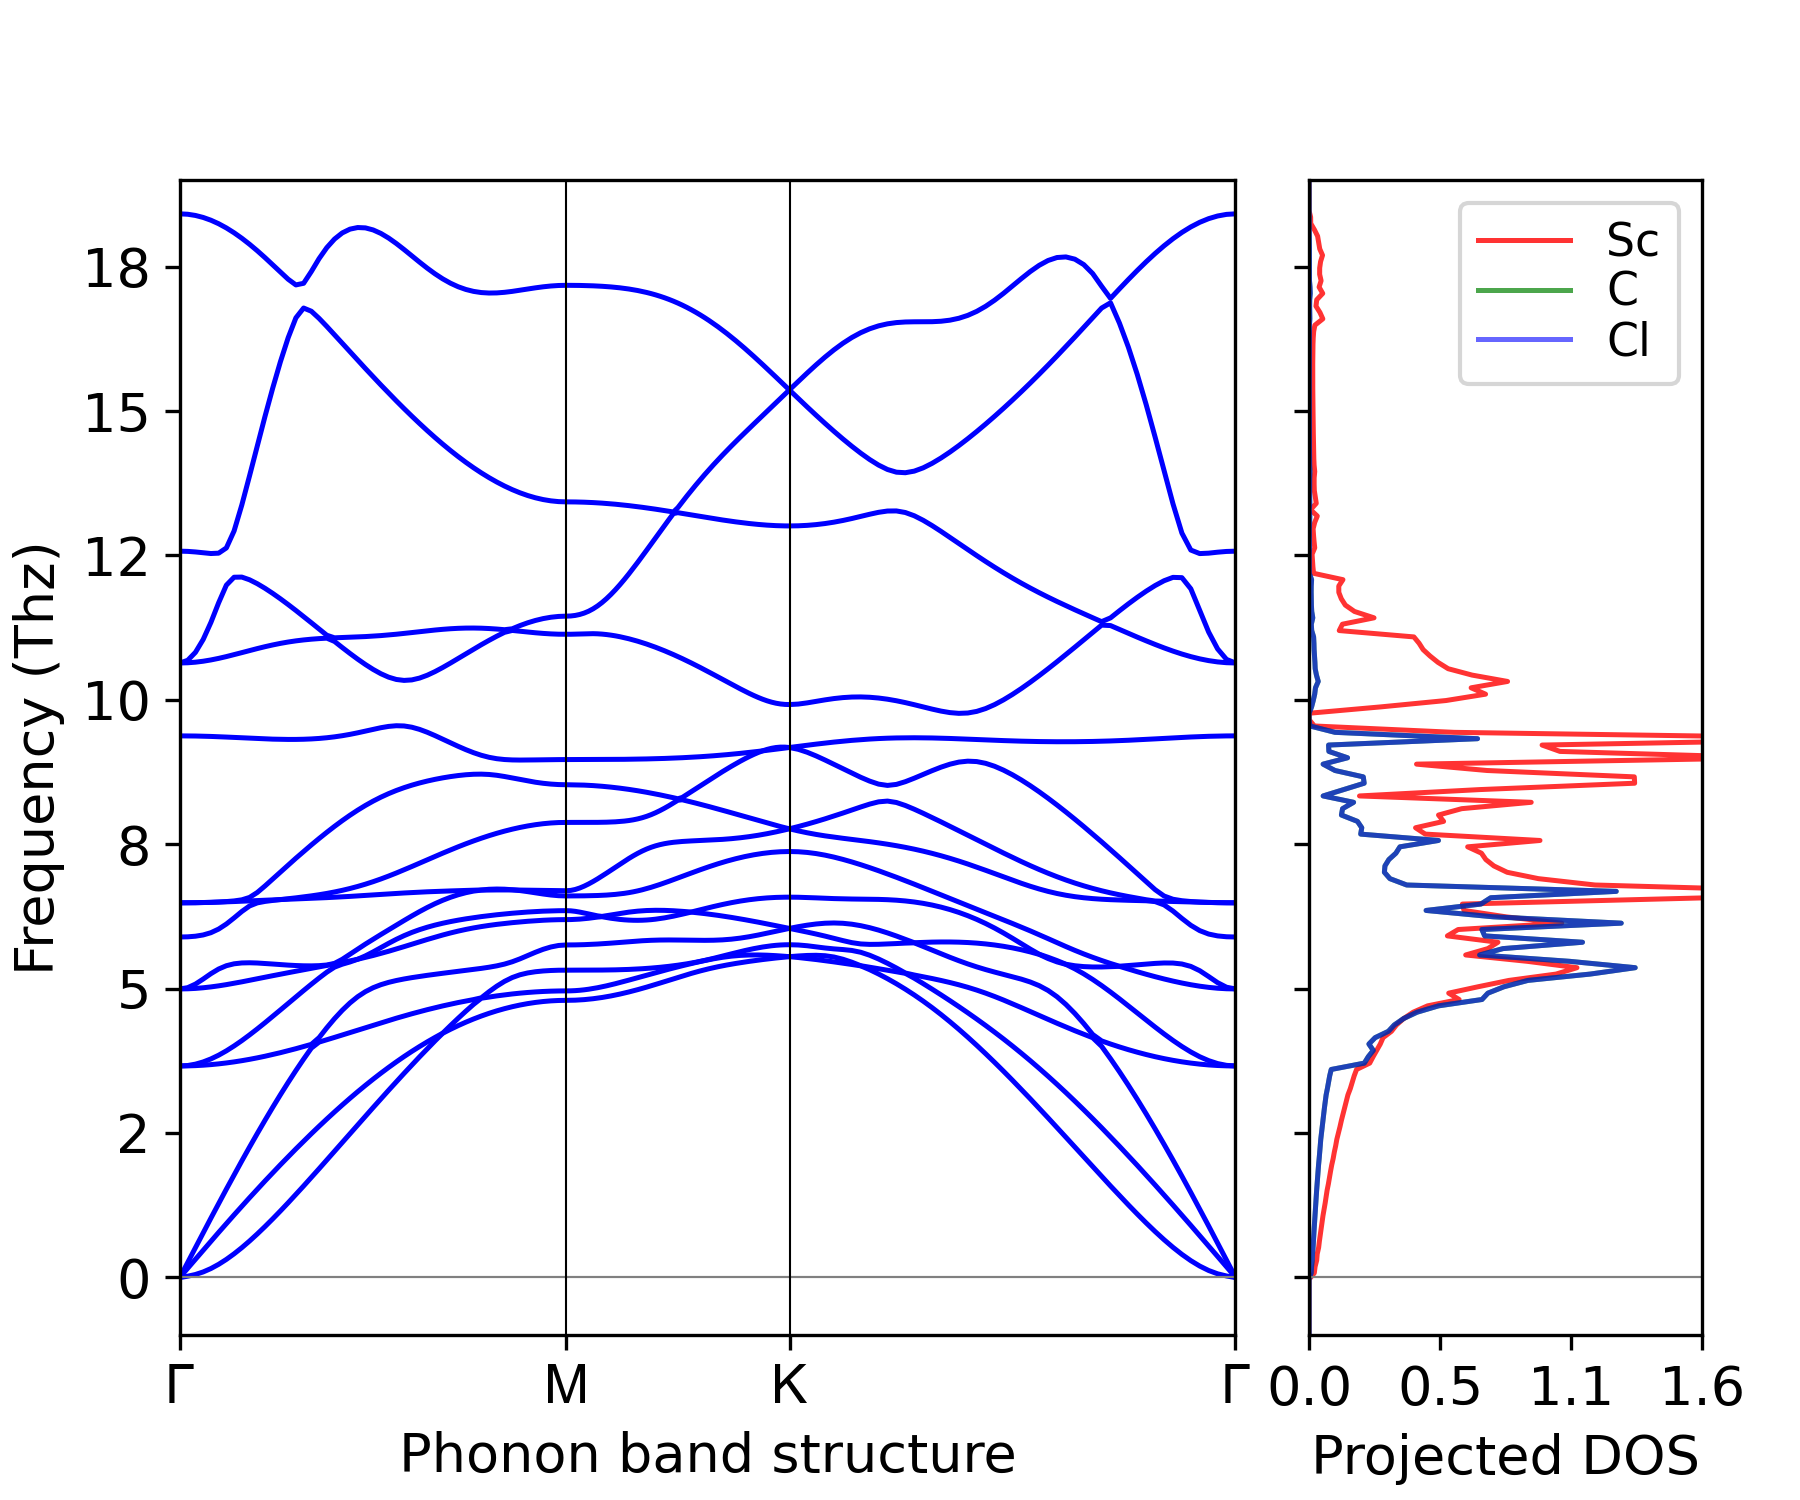 Frequency (Thz)
18
15
12
10
8
5
2
0
Γ M K Γ
Phonon band structure
Sc
C
Cl
0.0 0.5 1.1 1.6
Projected DOS